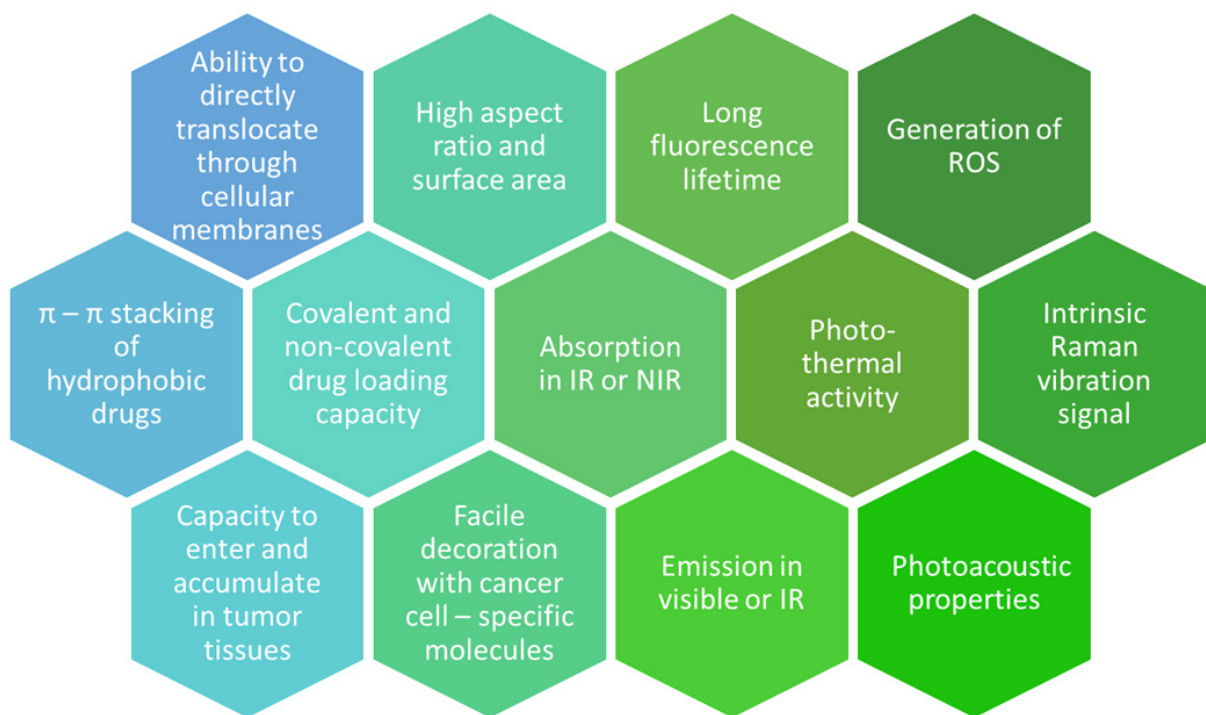 Ability to
directly
translocate
through
cellular
membranes
High aspect
ratio and
surface area
Long
fluorescence
lifetime
Generation of
ROS
π – π stacking
of
hydrophobic
drugs
Covalent and
non-covalent
drug loading
capacity
Absorption
in IR or NIR
Photo-
thermal
activity
Intrinsic
Raman
vibration
signal
Capacity to
enter and
accumulate
in tumor
tissues
Facile
decoration
with cancer
cell – specific
molecules
Emission in
visible or IR
Photoacoustic
properties